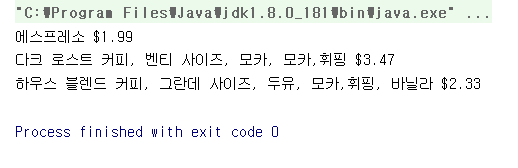 "C:₩Program Files₩Java₩jdk1.8.0_181₩bin₩java.exe" ...
에스프레소 $1.99
다크 로스트 커피, 벤티 사이즈, 모카, 모카,휘핑 $3.47
하우스 블렌드 커피, 그란데 사이즈, 두유, 모카,휘핑, 바닐라 $2.33
Process finished with exit code 0